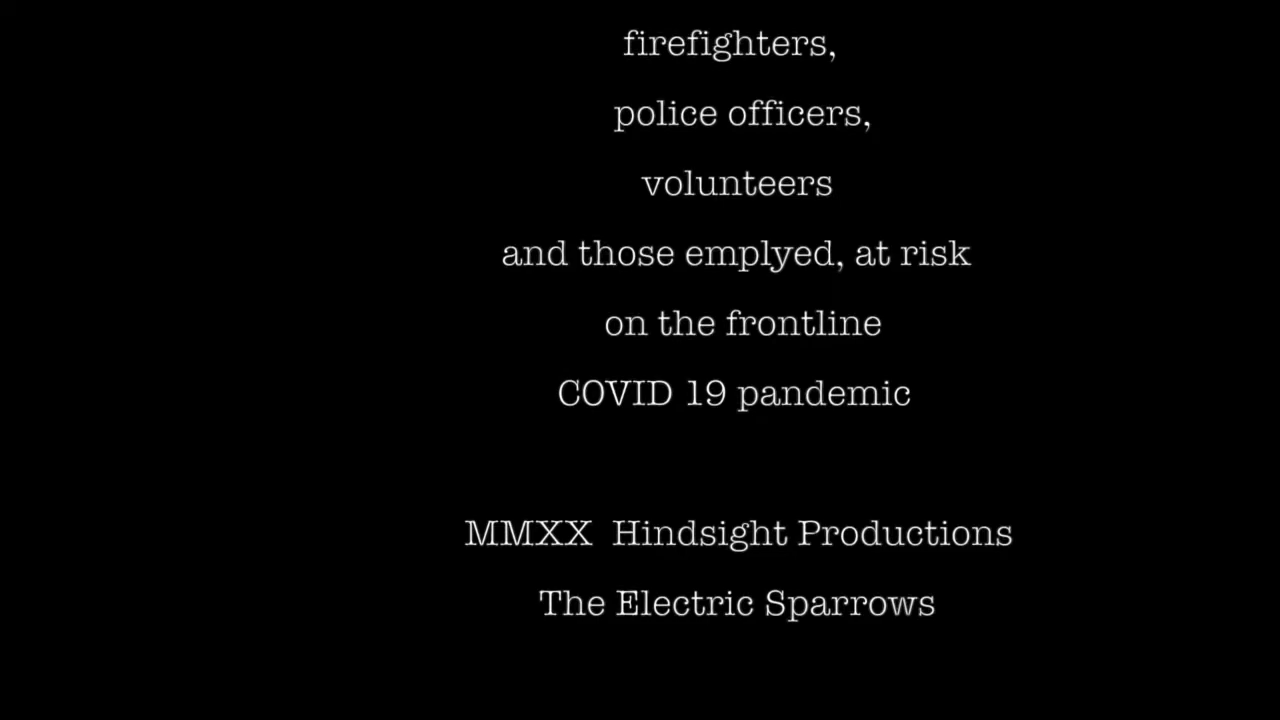 firefighters,
police officers,
volunteers
and those emplyed, at risk
on the frontline
COVID 19 pandemic
MMXX  Hindsight Productions
The Electric Sparrows